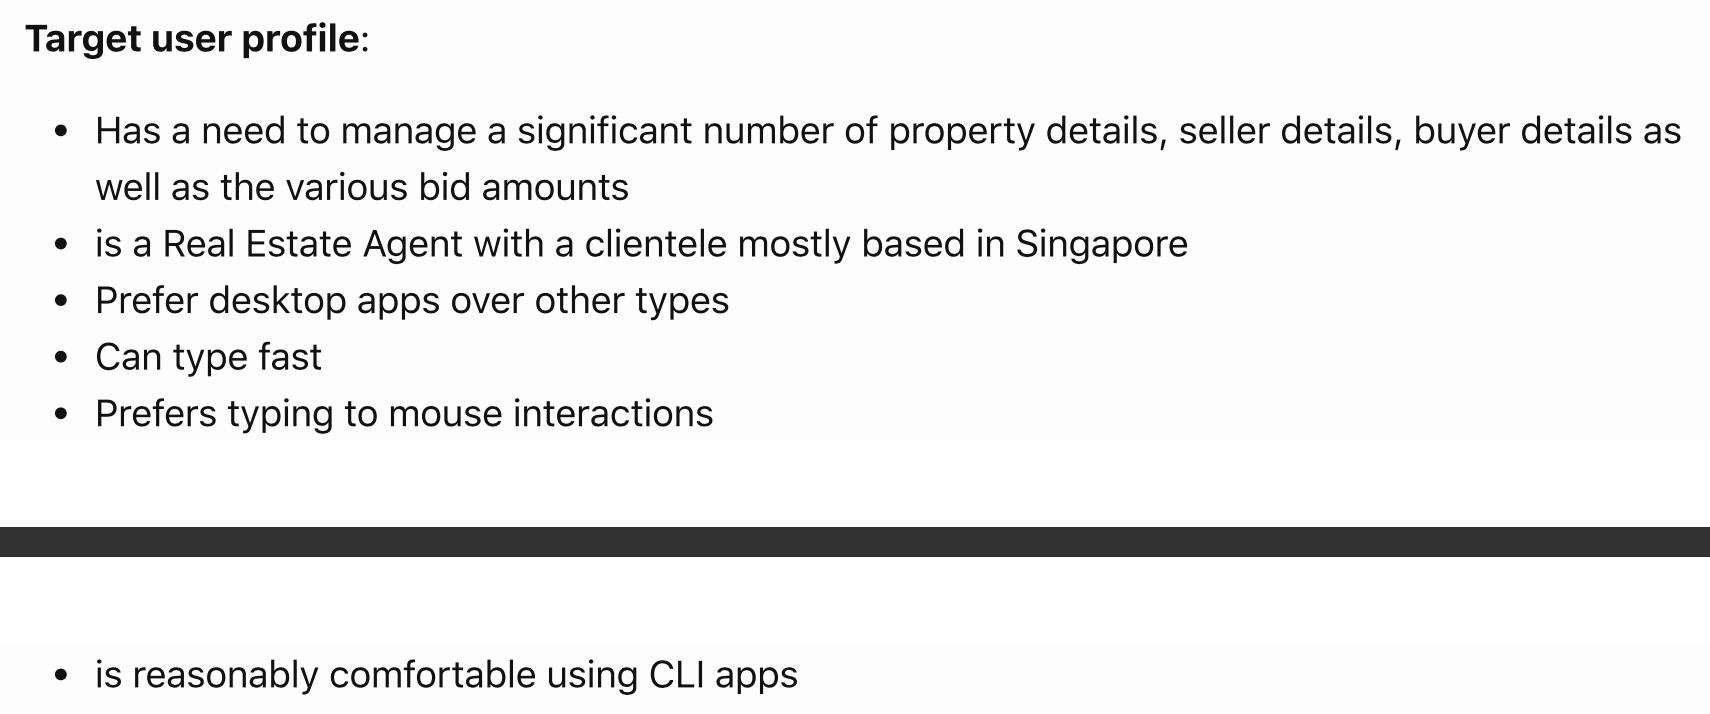 Target user profile:
• Has a need to manage a significant number of property details, seller details, buyer details as
well as the various bid amounts
• is a Real Estate Agent with a clientele mostly based in Singapore
• Prefer desktop apps over other types
• Can type fast
• Prefers typing to mouse interactions
• is reasonably comfortable using CLI apps